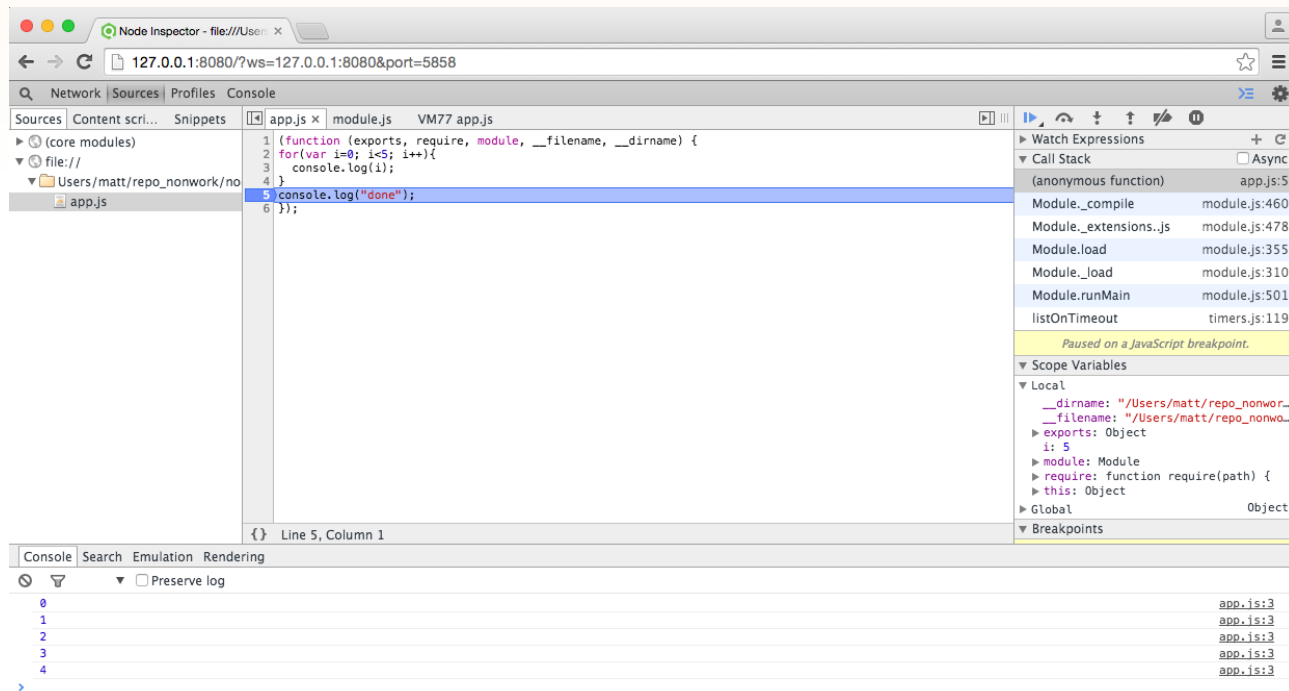 Node Inspector - file:///User
127.0.0.1:8080/?ws=127.0.0.1:8080&port=5858
Network Sources Profiles Console
Sources Content scri... Snippets
app.js × module.js VM77 app.js
(core modules)
file://
Users/matt/repo_nonwork/no
app.js
1 (function (exports, require, module, __filename, __dirname) {
2 for(var i=0; i<5; i++){
3 console.log(i);
4 }
5 console.log("done");
6 });
{} Line 5, Column 1
Watch Expressions
Call Stack Async
(anonymous function) app.js:5
Module._compile module.js:460
Module._extensions..js module.js:478
Module.load module.js:355
Module._load module.js:310
Module.runMain module.js:501
listOnTimeout timers.js:119
Paused on a JavaScript breakpoint.
Scope Variables
Local
__dirname: "/Users/matt/repo_nonwor…
__filename: "/Users/matt/repo_nonwo…
exports: Object
i: 5
module: Module
require: function require(path) {
this: Object
Global Object
Breakpoints
Console Search Emulation Rendering
Preserve log
0 app.js:3
1 app.js:3
2 app.js:3
3 app.js:3
4 app.js:3